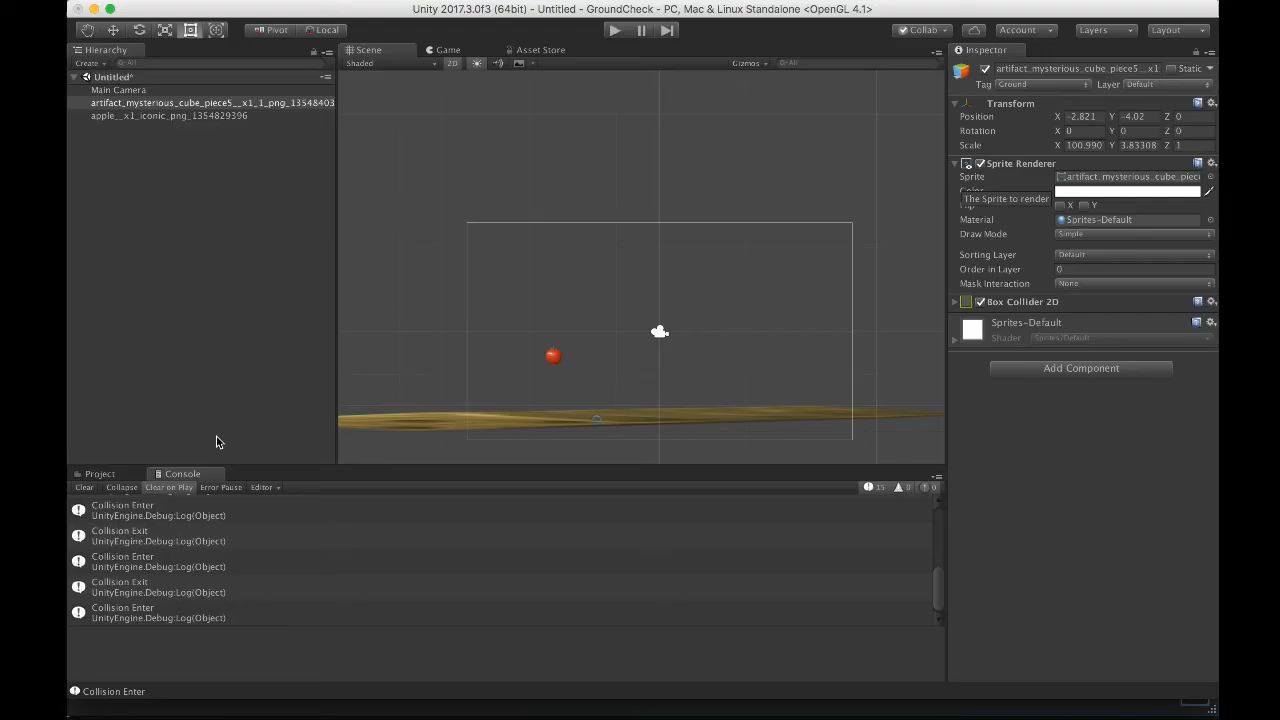 Unity 2017.3.0f3 (64bit) - Untitled - GroundCheck - PC, Mac & Linux Standalone <OpenGL 4.1>
Pivot Local Collab Account Layers Layout
Hierarchy Scene Game Asset Store Inspector
Create All Shaded 2D Gizmos All
Untitled*
Main Camera
artifact_mysterious_cube_piece5__x1_1_png_13548403
apple__x1_iconic_png_1354829396
artifact_mysterious_cube_piece5__x1 Static
Tag Ground Layer Default
Transform
Position X -2.821 Y -4.02 Z 0
Rotation X 0 Y 0 Z 0
Scale X 100.990 Y 3.83308 Z 1
Sprite Renderer
Sprite artifact_mysterious_cube_piece
Color
The Sprite to render
X Y
Material Sprites-Default
Draw Mode Simple
Sorting Layer Default
Order in Layer 0
Mask Interaction None
Box Collider 2D
Sprites-Default
Shader Sprites/Default
Add Component
Project Console
Clear Collapse Clear on Play Error Pause Editor 15 0 0
Collision Enter
UnityEngine.Debug:Log(Object)
Collision Exit
UnityEngine.Debug:Log(Object)
Collision Enter
UnityEngine.Debug:Log(Object)
Collision Exit
UnityEngine.Debug:Log(Object)
Collision Enter
UnityEngine.Debug:Log(Object)
Collision Enter